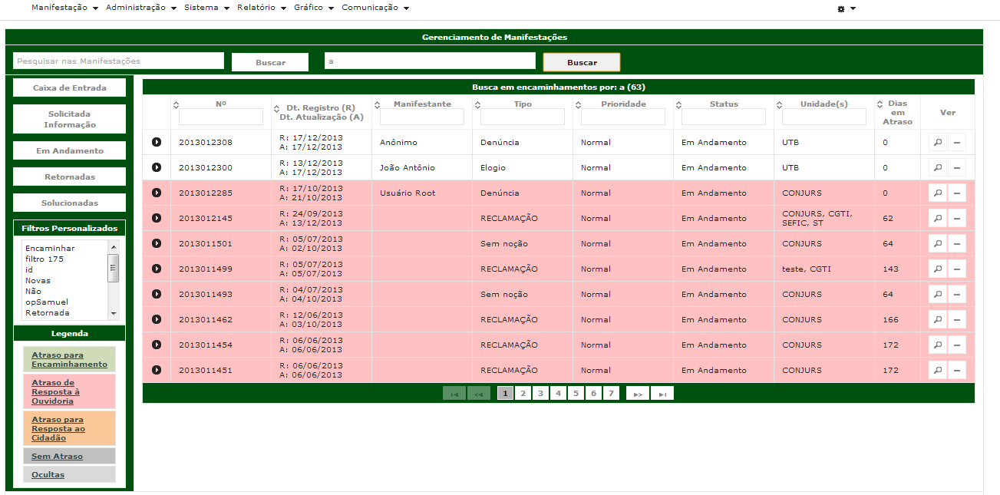 Manifestação Administração Sistema Relatório Gráfico Comunicação
Gerenciamento de Manifestações
Pesquisar nas Manifestações Buscar a Buscar
Caixa de Entrada
Solicitada
Informação
Em Andamento
Retornadas
Solucionadas
Filtros Personalizados
Encaminhar
filtro 175
id
Novas
Não
opSamuel
Retornada
Legenda
Atraso para
Encaminhamento
Atraso de
Resposta à
Ouvidoria
Atraso para
Resposta ao
Cidadão
Sem Atraso
Ocultas
Busca em encaminhamentos por: a (63)
Nº Dt. Registro (R) Manifestante Tipo Prioridade Status Unidade(s) Dias
Dt. Atualização (A) em Ver
Atraso
2013012308 R: 17/12/2013 Anônimo Denúncia Normal Em Andamento UTB 0
A: 17/12/2013
2013012300 R: 13/12/2013 João Antônio Elogio Normal Em Andamento UTB 0
A: 17/12/2013
2013012285 R: 17/10/2013 Usuário Root Denúncia Normal Em Andamento CONJURS 0
A: 21/10/2013
2013012145 R: 24/09/2013 RECLAMAÇÃO Normal Em Andamento CONJURS, CGTI, 62
A: 13/12/2013 SEFIC, ST
2013011501 R: 05/07/2013 Sem noção Normal Em Andamento CONJURS 64
A: 02/10/2013
2013011499 R: 05/07/2013 RECLAMAÇÃO Normal Em Andamento teste, CGTI 143
A: 05/07/2013
2013011493 R: 04/07/2013 Sem noção Normal Em Andamento CONJURS 64
A: 04/10/2013
2013011462 R: 12/06/2013 RECLAMAÇÃO Normal Em Andamento CONJURS 166
A: 03/10/2013
2013011454 R: 06/06/2013 RECLAMAÇÃO Normal Em Andamento CONJURS 172
A: 06/06/2013
2013011451 R: 06/06/2013 RECLAMAÇÃO Normal Em Andamento CONJURS 172
A: 06/06/2013
1 2 3 4 5 6 7